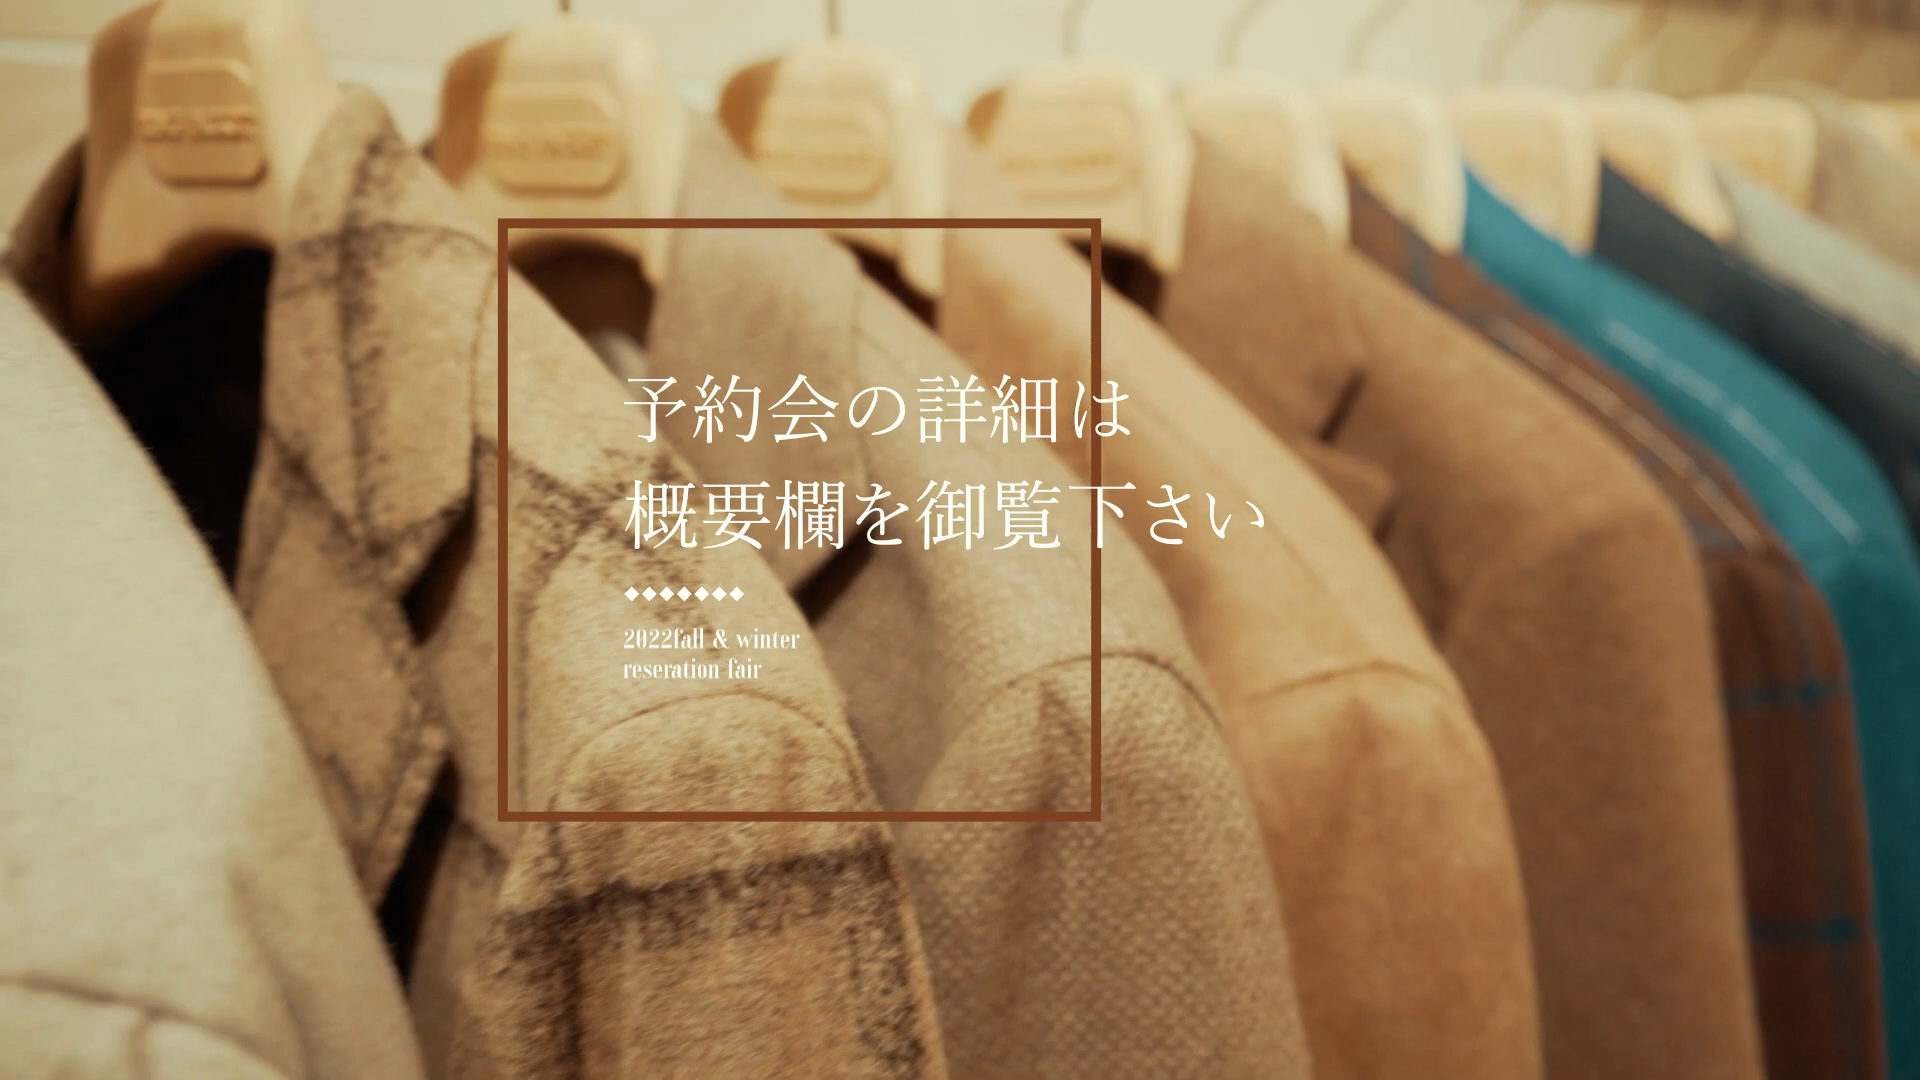 予約会の詳細は
概要欄を御覧下さい
◆◆◆◆◆◆◆
2022fall & winter
reseration fair